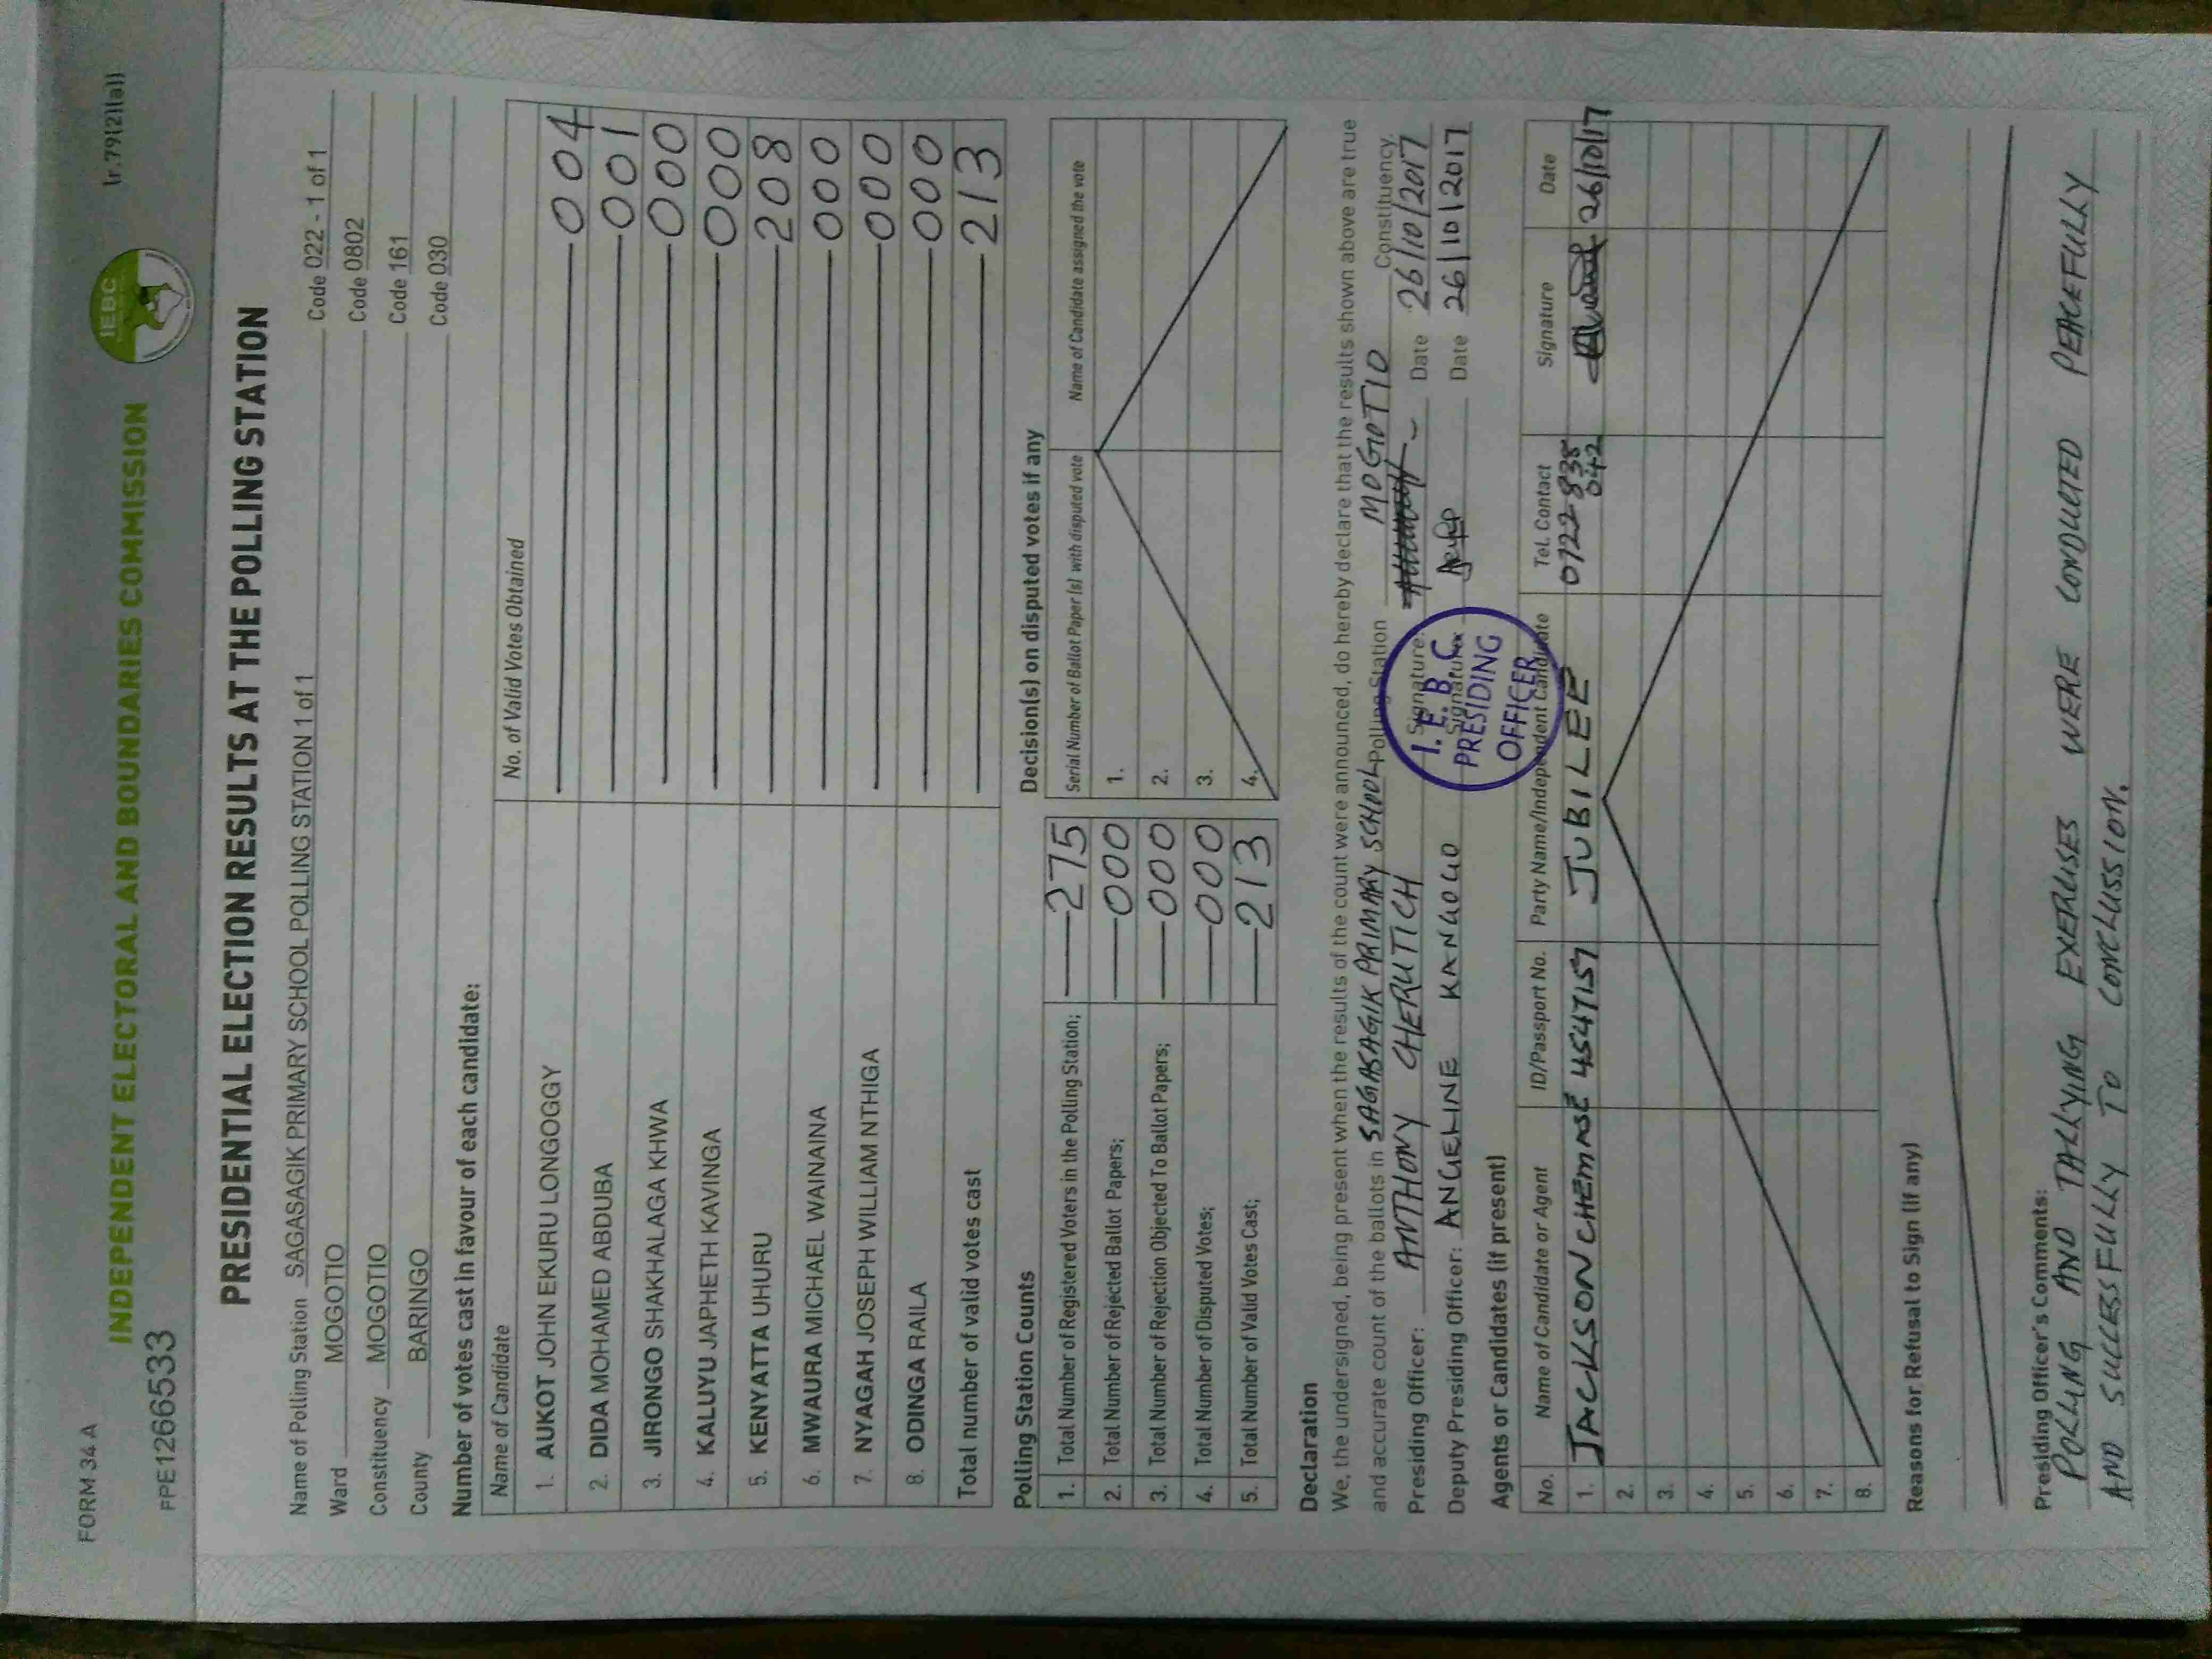 FORM 34 A
INDEPENDENT ELECTORAL AND BOUNDARIES COMMISSION
IEBC
(r.79(2)(a))
FPE1266533
PRESIDENTIAL ELECTION RESULTS AT THE POLLING STATION
Name of Polling Station SAGASAGIK PRIMARY SCHOOL POLLING STATION 1 of 1 Code 022 - 1 of 1
Ward MOGOTIO Code 0802
Constituency MOGOTIO Code 161
County BARINGO Code 030
Number of votes cast in favour of each candidate:
Name of Candidate No. of Valid Votes Obtained
1. AUKOT JOHN EKURU LONGOGGY 004
2. DIDA MOHAMED ABDUBA 001
3. JIRONGO SHAKHALAGA KHWA 000
4. KALUYU JAPHETH KAVINGA 000
5. KENYATTA UHURU 208
6. MWAURA MICHAEL WAINAINA 000
7. NYAGAH JOSEPH WILLIAM NTHIGA 000
8. ODINGA RAILA 000
Total number of valid votes cast 213
Polling Station Counts
1. Total Number of Registered Voters in the Polling Station; 275
2. Total Number of Rejected Ballot Papers; 000
3. Total Number of Rejection Objected To Ballot Papers; 000
4. Total Number of Disputed Votes; 000
5. Total Number of Valid Votes Cast; 213
Decision(s) on disputed votes if any
Serial Number of Ballot Paper (s) with disputed vote Name of Candidate assigned the vote
1.
2.
3.
4.
Declaration
We, the undersigned, being present when the results of the count were announced, do hereby declare that the results shown above are true
and accurate count of the ballots in SAGASAGIK PRIMARY SCHOOL Polling Station MOGOTIO Constituency.
Presiding Officer: ANTHONY CHERUTICH Signature: Date 26/10/2017
Deputy Presiding Officer: ANGELINE KANGOGO Signature: Date 26/10/2017
I.E.B.C
PRESIDING
OFFICER
Agents or Candidates (if present)
No. Name of Candidate or Agent ID/Passport No. Party Name/Independent Candidate Tel. Contact Signature Date
1. JACKSON CHEMASE 4547157 JUBILEE 0722838042 26/10/17
2.
3.
4.
5.
6.
7.
8.
Reasons for Refusal to Sign (if any)
Presiding Officer's Comments:
POLLING AND TALLYING EXERCISES WERE CONDUCTED PEACEFULLY
AND SUCCESSFULLY TO CONCLUSSION.